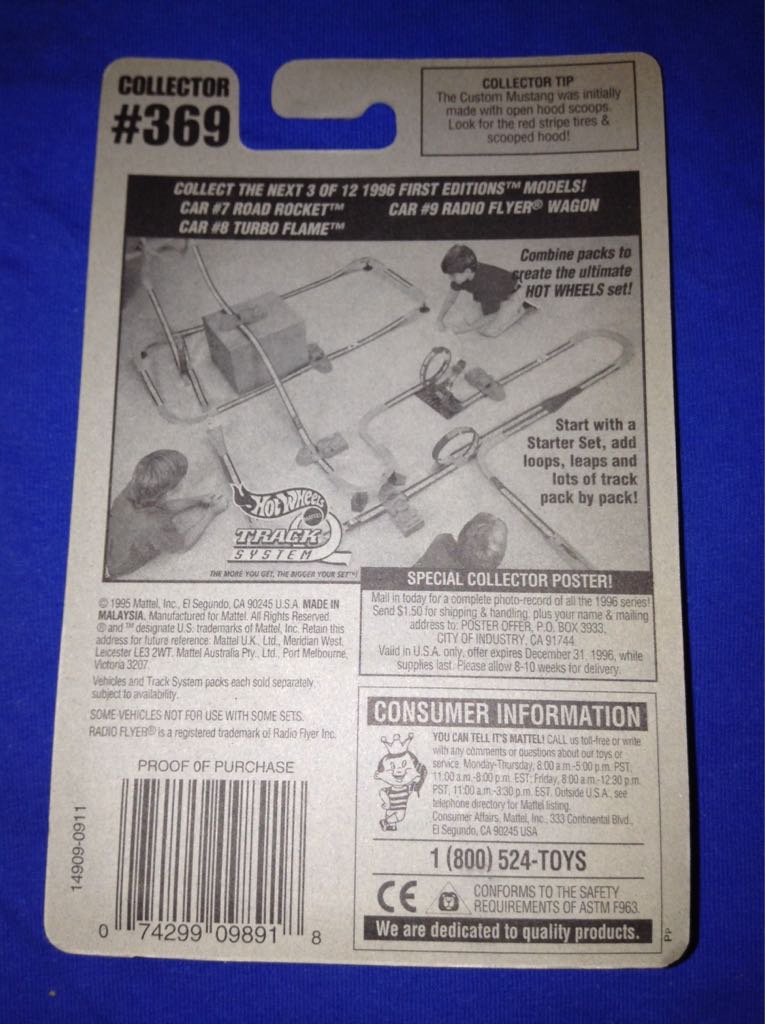 COLLECTOR
#369
COLLECTOR TIP
The Custom Mustang was initially
made with open hood scoops.
Look for the red stripe tires &
scooped hood!
COLLECT THE NEXT 3 OF 12 1996 FIRST EDITIONS™ MODELS!
CAR #7 ROAD ROCKET™ CAR #9 RADIO FLYER® WAGON
CAR #8 TURBO FLAME™
Combine packs to
create the ultimate
HOT WHEELS set!
Start with a
Starter Set, add
loops, leaps and
lots of track
pack by pack!
HOT WHEELS
MATTEL
TRACK
SYSTEM
THE MORE YOU GET, THE BIGGER YOUR SET™!
© 1995 Mattel, Inc., El Segundo, CA 90245 U.S.A. MADE IN
MALAYSIA. Manufactured for Mattel. All Rights Reserved.
® and ™ designate U.S. trademarks of Mattel, Inc. Retain this
address for future reference. Mattel U.K., Ltd., Meridian West,
Leicester LE3 2WT. Mattel Australia Pty., Ltd., Port Melbourne,
Victoria 3207.
Vehicles and Track System packs each sold separately,
subject to availability.
SOME VEHICLES NOT FOR USE WITH SOME SETS.
RADIO FLYER® is a registered trademark of Radio Flyer Inc.
SPECIAL COLLECTOR POSTER!
Mail in today for a complete photo-record of all the 1996 series!
Send $1.50 for shipping & handling, plus your name & mailing
address to: POSTER OFFER, P.O. BOX 3933,
CITY OF INDUSTRY, CA 91744
Valid in U.S.A. only, offer expires December 31, 1996, while
supplies last. Please allow 8-10 weeks for delivery.
CONSUMER INFORMATION
YOU CAN TELL IT'S MATTEL! CALL us toll-free or write
with any comments or questions about our toys or
service. Monday-Thursday, 8:00 a.m.-5:00 p.m. PST,
11:00 a.m.-8:00 p.m. EST; Friday, 8:00 a.m.-12:30 p.m.
PST, 11:00 a.m.-3:30 p.m. EST. Outside U.S.A., see
telephone directory for Mattel listing.
Consumer Affairs, Mattel, Inc., 333 Continental Blvd.,
El Segundo, CA 90245 USA
1 (800) 524-TOYS
CE
CONFORMS TO THE SAFETY
REQUIREMENTS OF ASTM F963.
We are dedicated to quality products.
PP
PROOF OF PURCHASE
14909-0911
0 74299 09891 8